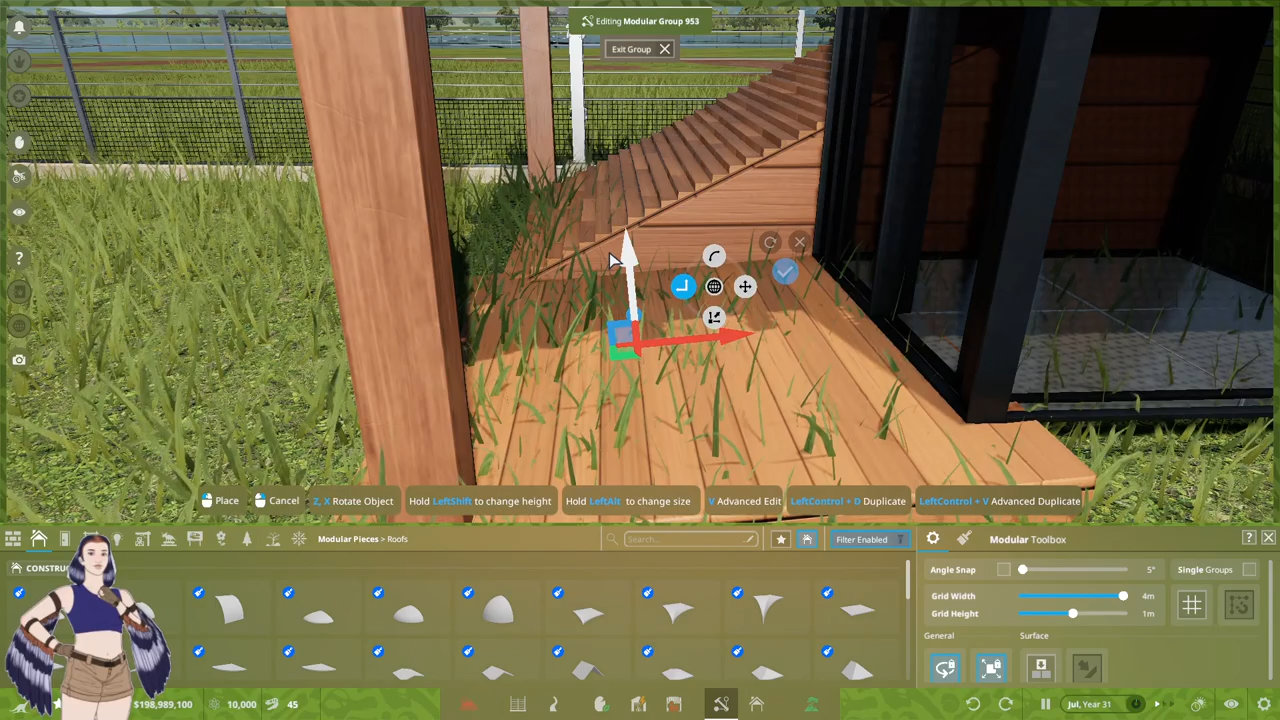 Editing Modular Group 953
Exit Group
Place
Cancel
Z, X Rotate Object
Hold LeftShift to change height
Hold LeftAlt to change size
V Advanced Edit
LeftControl + D Duplicate
LeftControl + V Advanced Duplicate
Modular Pieces > Roofs
Search...
Filter Enabled
Modular Toolbox
?
Angle Snap
5°
Single Groups
Grid Width
4m
Grid Height
1m
General
Surface
$198,989,100
10,000
45
Jul, Year 31